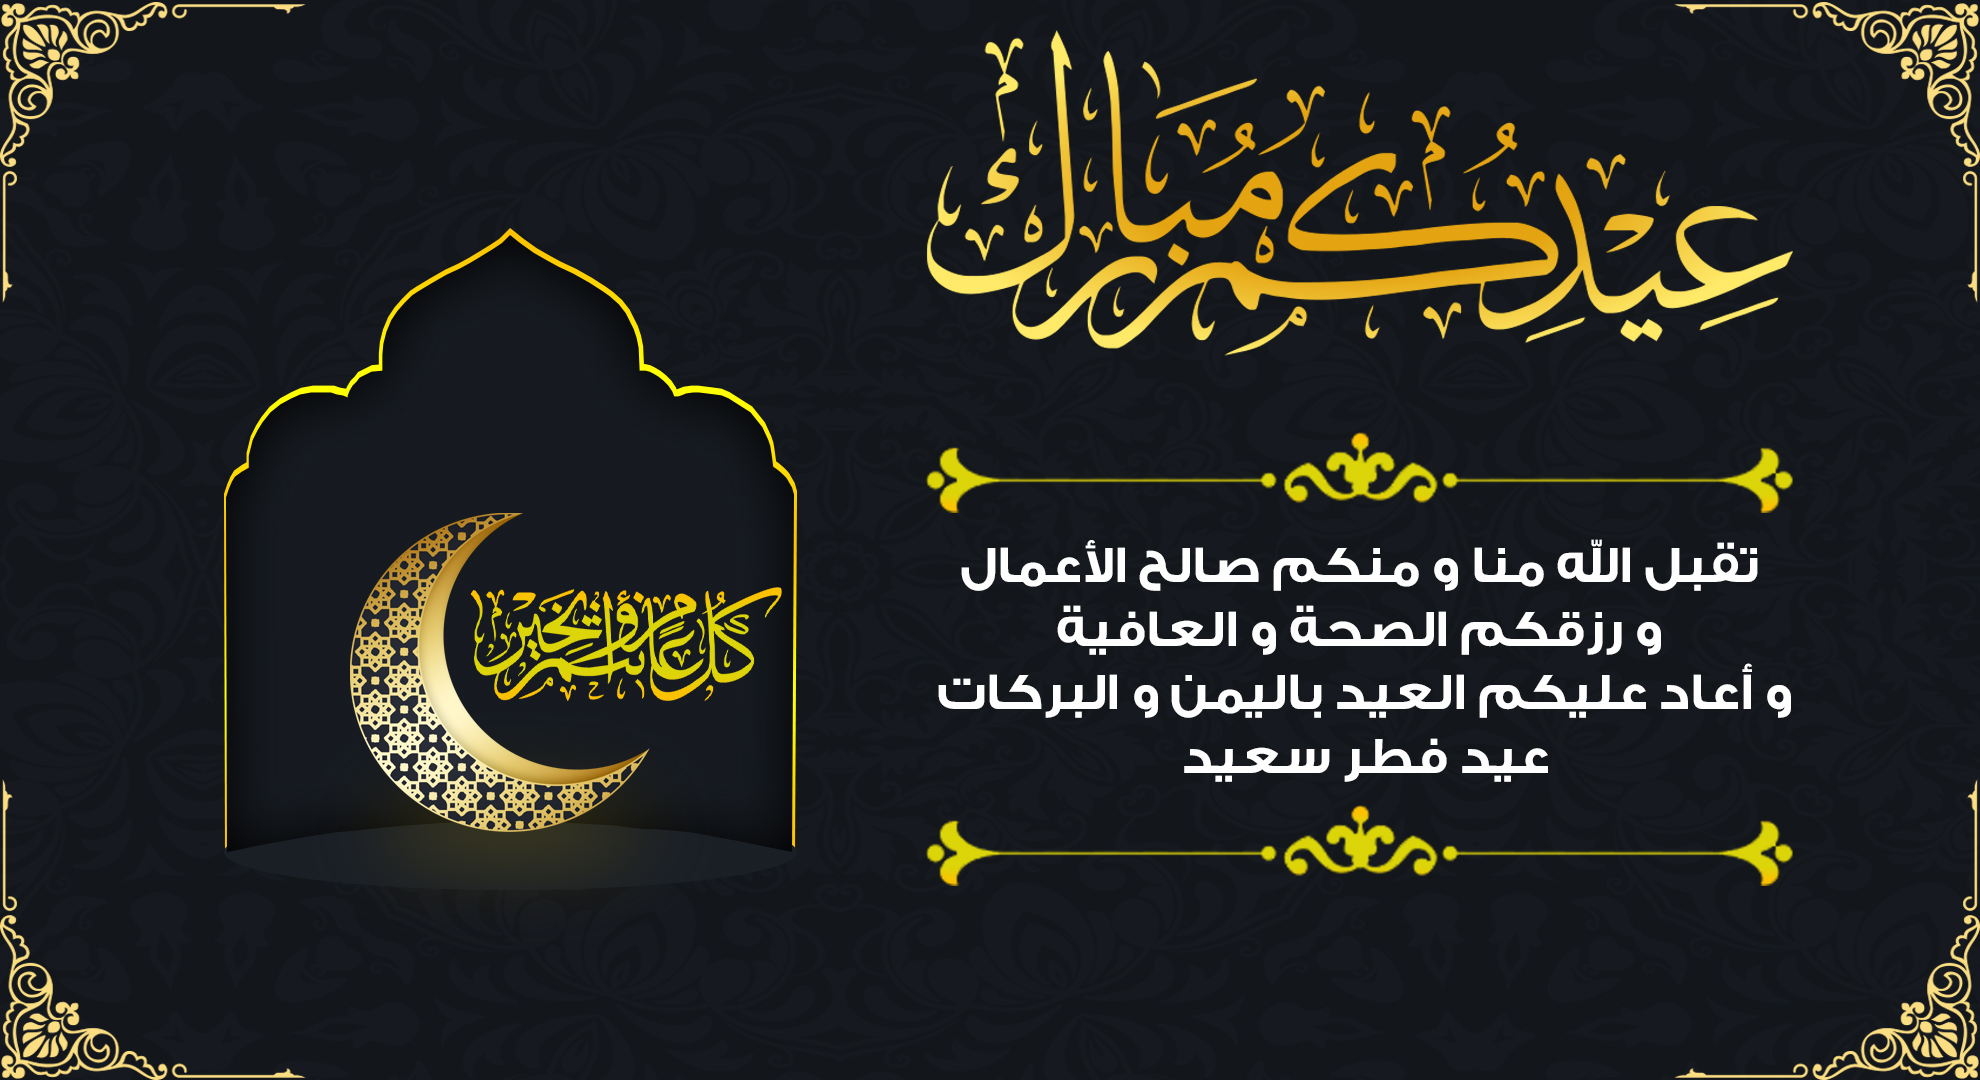 عيدكم مبارك
تقبل الله منا و منكم صالح الأعمال
و رزقكم الصحة و العافية
و أعاد عليكم العيد باليمن و البركات
عيد فطر سعيد
كل عام وأنتم بخير